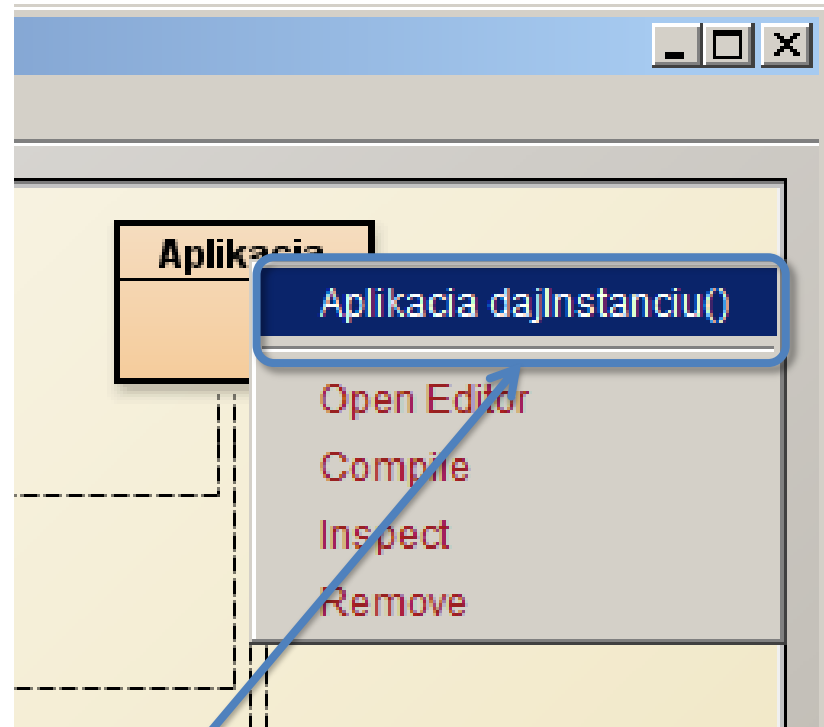 Aplikacia
Aplikacia dajInstanciu()
Open Editor
Compile
Inspect
Remove